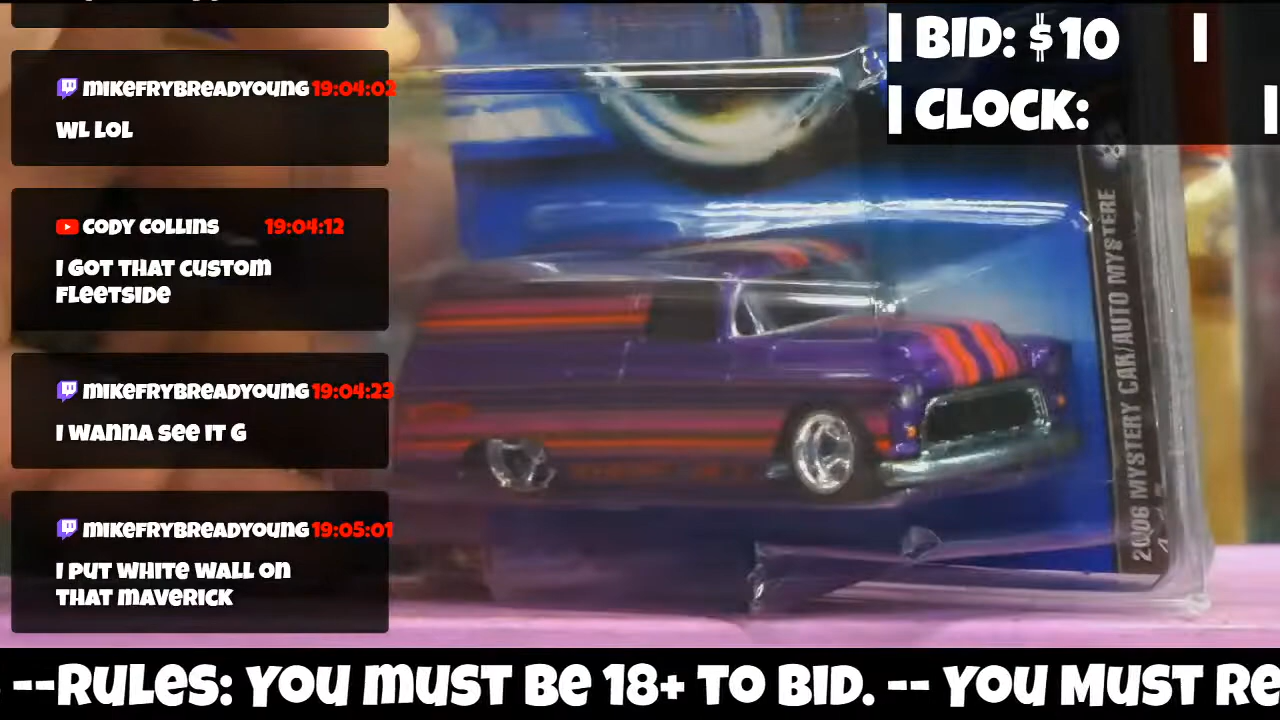 MIKEFRYBREADYOUNG 19:04:02
WL LOL
CODY COLLINS 19:04:12
I GOT THAT CUSTOM
FLEETSIDE
MIKEFRYBREADYOUNG 19:04:23
I WANNA SEE IT G
MIKEFRYBREADYOUNG 19:05:01
I PUT WHITE WALL ON
THAT MAVERICK
| BID: $10 |
| CLOCK: |
2006 MYSTERY CAR/AUTO MYSTERE
--RULES: YOU MUST BE 18+ TO BID. -- YOU MUST RE